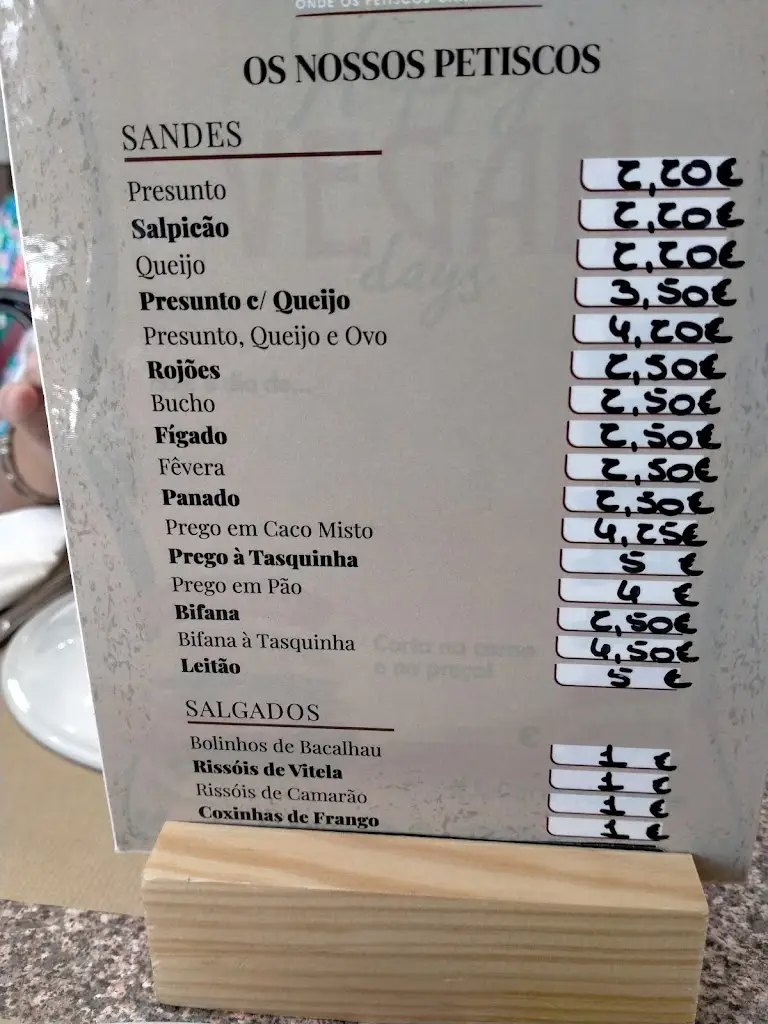 ONDE OS PETISCOS
OS NOSSOS PETISCOS
SANDES
Presunto 2,20€
Salpicão 2,20€
Queijo 2,20€
Presunto c/ Queijo 3,50€
Presunto, Queijo e Ovo 4,20€
Rojões 2,50€
Bucho 2,50€
Fígado 2,50€
Fêvera 2,50€
Panado 2,50€
Prego em Caco Misto 4,25€
Prego à Tasquinha 5 €
Prego em Pão 4 €
Bifana 2,50€
Bifana à Tasquinha 4,50€
Leitão 5 €
SALGADOS
Bolinhos de Bacalhau 1 €
Rissóis de Vitela 1 €
Rissóis de Camarão 1 €
Coxinhas de Frango 1 €